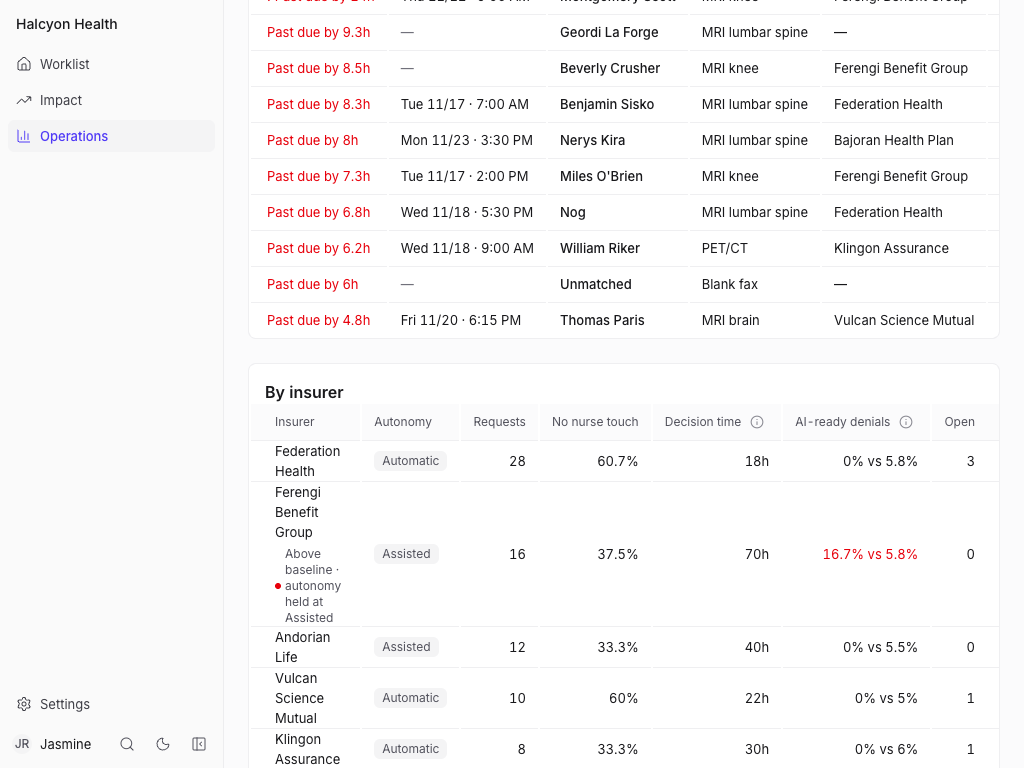 Halcyon Health
Worklist
Impact
Operations
Past due by 9.3h — Geordi La Forge MRI lumbar spine —
Past due by 8.5h — Beverly Crusher MRI knee Ferengi Benefit Group
Past due by 8.3h Tue 11/17 · 7:00 AM Benjamin Sisko MRI lumbar spine Federation Health
Past due by 8h Mon 11/23 · 3:30 PM Nerys Kira MRI lumbar spine Bajoran Health Plan
Past due by 7.3h Tue 11/17 · 2:00 PM Miles O'Brien MRI knee Ferengi Benefit Group
Past due by 6.8h Wed 11/18 · 5:30 PM Nog MRI lumbar spine Federation Health
Past due by 6.2h Wed 11/18 · 9:00 AM William Riker PET/CT Klingon Assurance
Past due by 6h — Unmatched Blank fax —
Past due by 4.8h Fri 11/20 · 6:15 PM Thomas Paris MRI brain Vulcan Science Mutual
By insurer
Insurer Autonomy Requests No nurse touch Decision time AI-ready denials Open
Federation
Health
Automatic 28 60.7% 18h 0% vs 5.8% 3
Ferengi
Benefit
Group
Above
baseline ·
autonomy
held at
Assisted
Assisted 16 37.5% 70h 16.7% vs 5.8% 0
Andorian
Life
Assisted 12 33.3% 40h 0% vs 5.5% 0
Vulcan
Science
Mutual
Automatic 10 60% 22h 0% vs 5% 1
Klingon
Assurance
Automatic 8 33.3% 30h 0% vs 6% 1
Settings
JR Jasmine